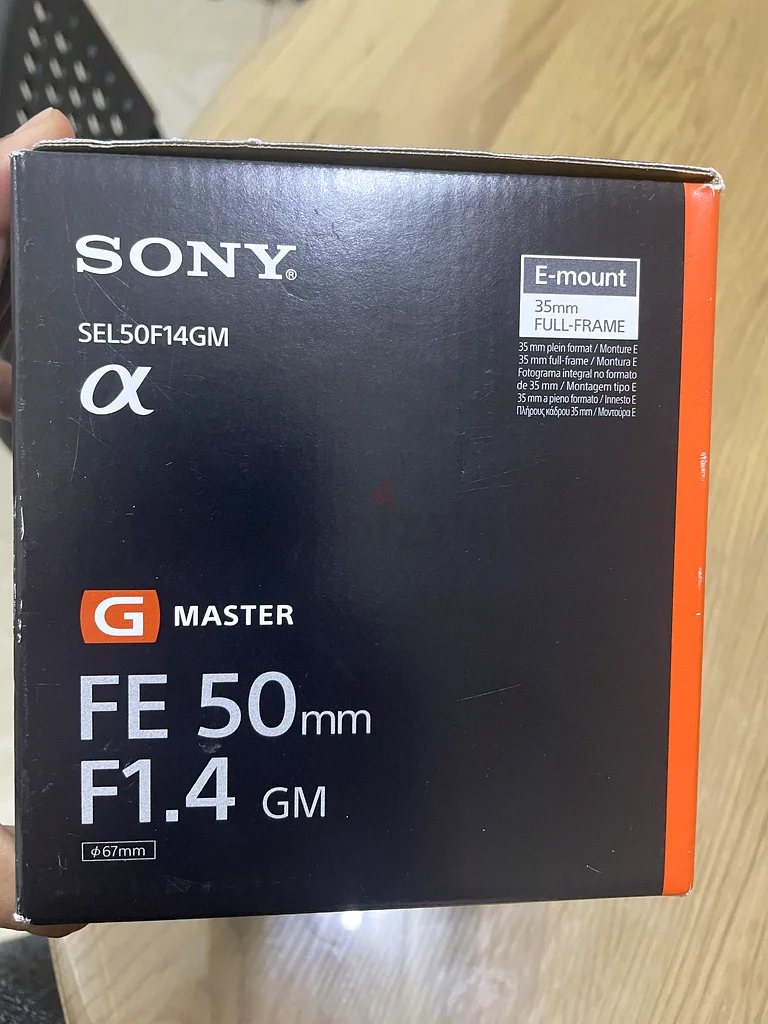 SONY®
SEL50F14GM
α
E-mount
35mm
FULL-FRAME
35 mm plein format / Monture E
35 mm full-frame / Montura E
Fotograma integral no formato
de 35 mm / Montagem tipo E
35 mm a pieno formato / Innesto E
Πλήρους κάδρου 35 mm / Μοντούρα E
G MASTER
FE 50mm
F1.4 GM
ϕ67mm